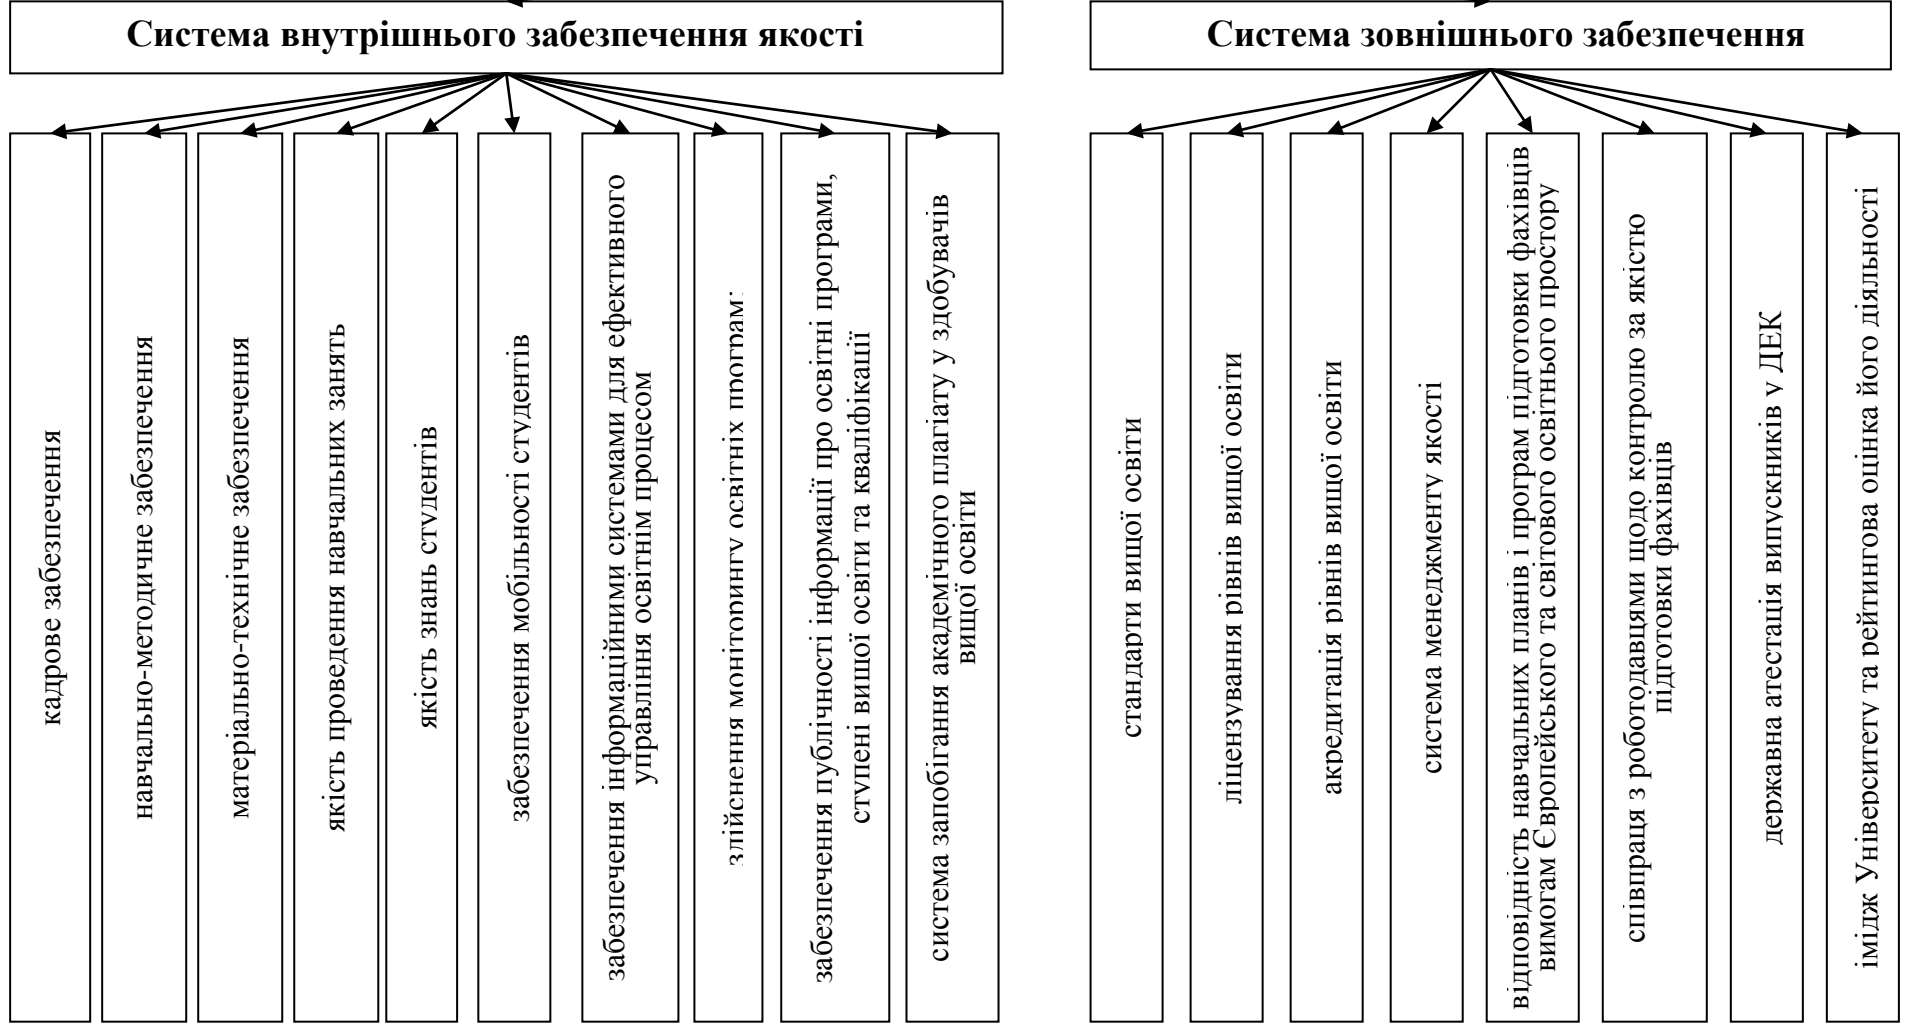 Система внутрішнього забезпечення якості
Система зовнішнього забезпечення
кадрове забезпечення
навчально-методичне забезпечення
матеріально-технічне забезпечення
якість проведення навчальних занять
якість знань студентів
забезпечення мобільності студентів
забезпечення інформаційними системами для ефективного
управління освітнім процесом
здійснення моніторингу освітніх програм;
забезпечення публічності інформації про освітні програми,
ступені вищої освіти та кваліфікації
система запобігання академічного плагіату у здобувачів
вищої освіти
стандарти вищої освіти
ліцензування рівнів вищої освіти
акредитація рівнів вищої освіти
система менеджменту якості
відповідність навчальних планів і програм підготовки фахівців
вимогам Європейського та світового освітнього простору
співпраця з роботодавцями щодо контролю за якістю
підготовки фахівців
державна атестація випускників у ДЕК
імідж Університету та рейтингова оцінка його діяльності